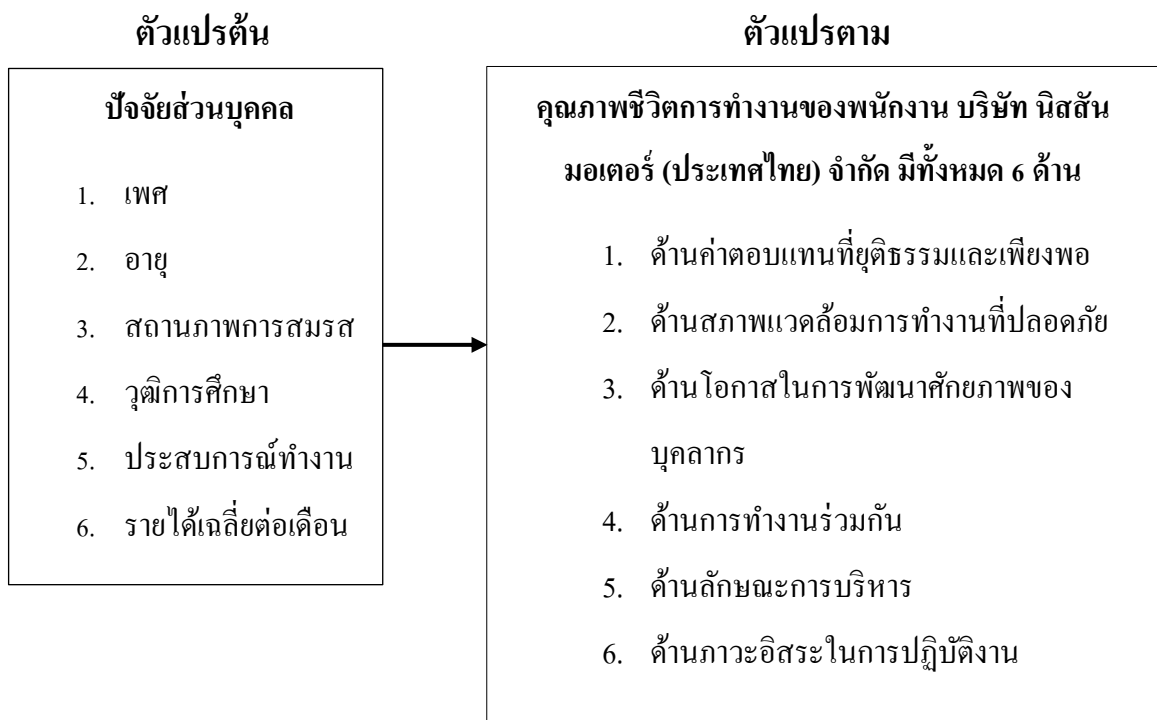 ตัวแปรต้น
ปัจจัยส่วนบุคคล
1. เพศ
2. อายุ
3. สถานภาพการสมรส
4. วุฒิการศึกษา
5. ประสบการณ์ทำงาน
6. รายได้เฉลี่ยต่อเดือน
ตัวแปรตาม
คุณภาพชีวิตการทำงานของพนักงาน บริษัท นิสสัน
มอเตอร์ (ประเทศไทย) จำกัด มีทั้งหมด 6 ด้าน
1. ด้านค่าตอบแทนที่ยุติธรรมและเพียงพอ
2. ด้านสภาพแวดล้อมการทำงานที่ปลอดภัย
3. ด้านโอกาสในการพัฒนาศักยภาพของ
บุคลากร
4. ด้านการทำงานร่วมกัน
5. ด้านลักษณะการบริหาร
6. ด้านภาวะอิสระในการปฏิบัติงาน